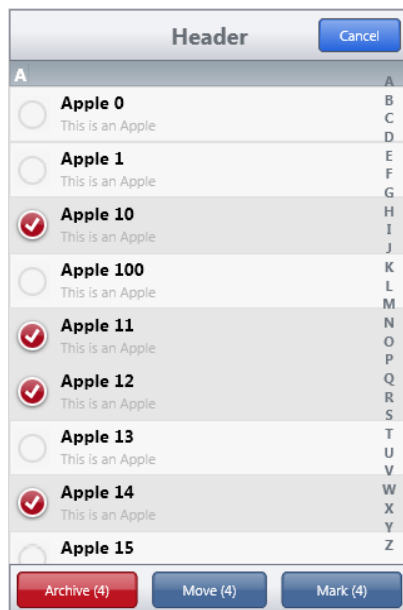 Header
Cancel
A
Apple 0
This is an Apple
Apple 1
This is an Apple
Apple 10
This is an Apple
Apple 100
This is an Apple
Apple 11
This is an Apple
Apple 12
This is an Apple
Apple 13
This is an Apple
Apple 14
This is an Apple
Apple 15
A
B
C
D
E
F
G
H
I
J
K
L
M
N
O
P
Q
R
S
T
U
V
W
X
Y
Z
Archive (4)
Move (4)
Mark (4)